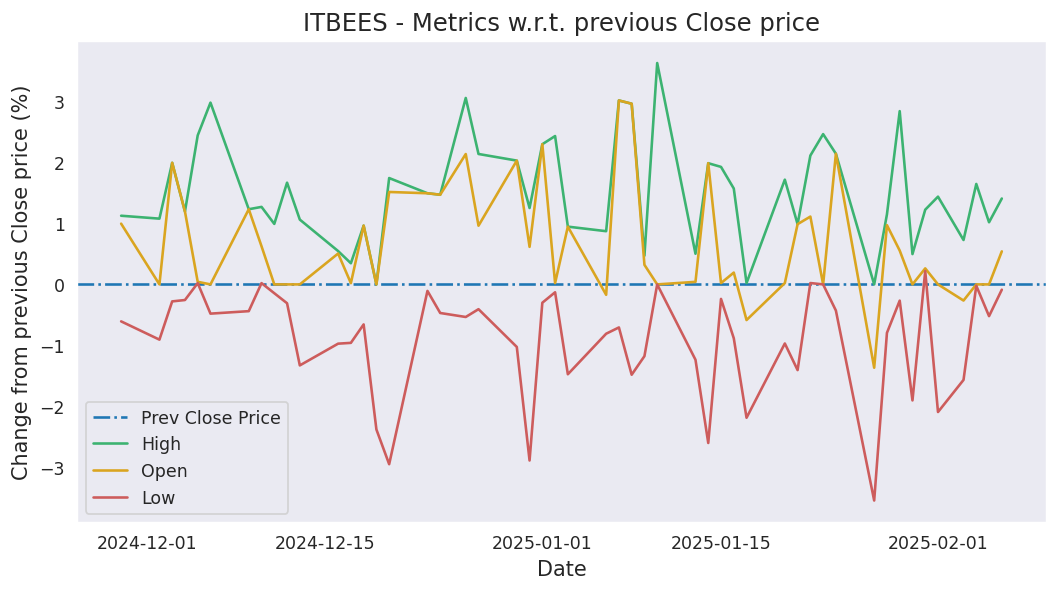 ITBEES - Metrics w.r.t. previous Close price
Change from previous Close price (%)
3
2
1
0
−1
−2
−3
Prev Close Price
High
Open
Low
2024-12-01
2024-12-15
2025-01-01
2025-01-15
2025-02-01
Date